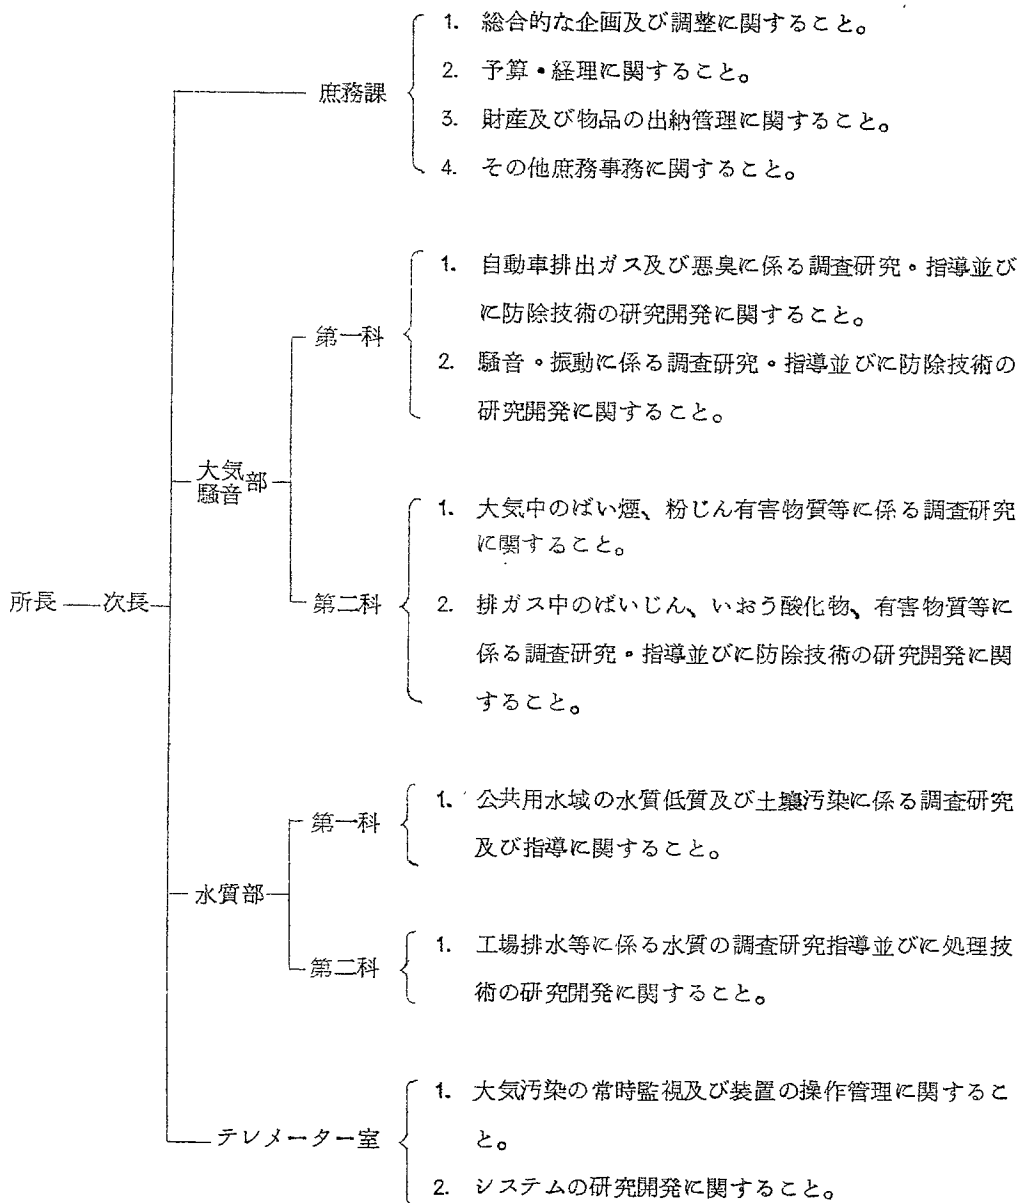 庶務課
1. 総合的な企画及び調整に関すること。
2. 予算・経理に関すること。
3. 財産及び物品の出納管理に関すること。
4. その他庶務事務に関すること。
大気
騒音部
第一科
1. 自動車排出ガス及び悪臭に係る調査研究・指導並び
に防除技術の研究開発に関すること。
2. 騒音・振動に係る調査研究・指導並びに防除技術の
研究開発に関すること。
第二科
1. 大気中のばい煙、粉じん有害物質等に係る調査研究
に関すること。
2. 排ガス中のばいじん、いおう酸化物、有害物質等に
係る調査研究・指導並びに防除技術の研究開発に関
すること。
所長
次長
水質部
第一科
1. 公共用水域の水質低質及び土壌汚染に係る調査研究
及び指導に関すること。
第二科
1. 工場排水等に係る水質の調査研究指導並びに処理技
術の研究開発に関すること。
テレメーター室
1. 大気汚染の常時監視及び装置の操作管理に関するこ
と。
2. システムの研究開発に関すること。